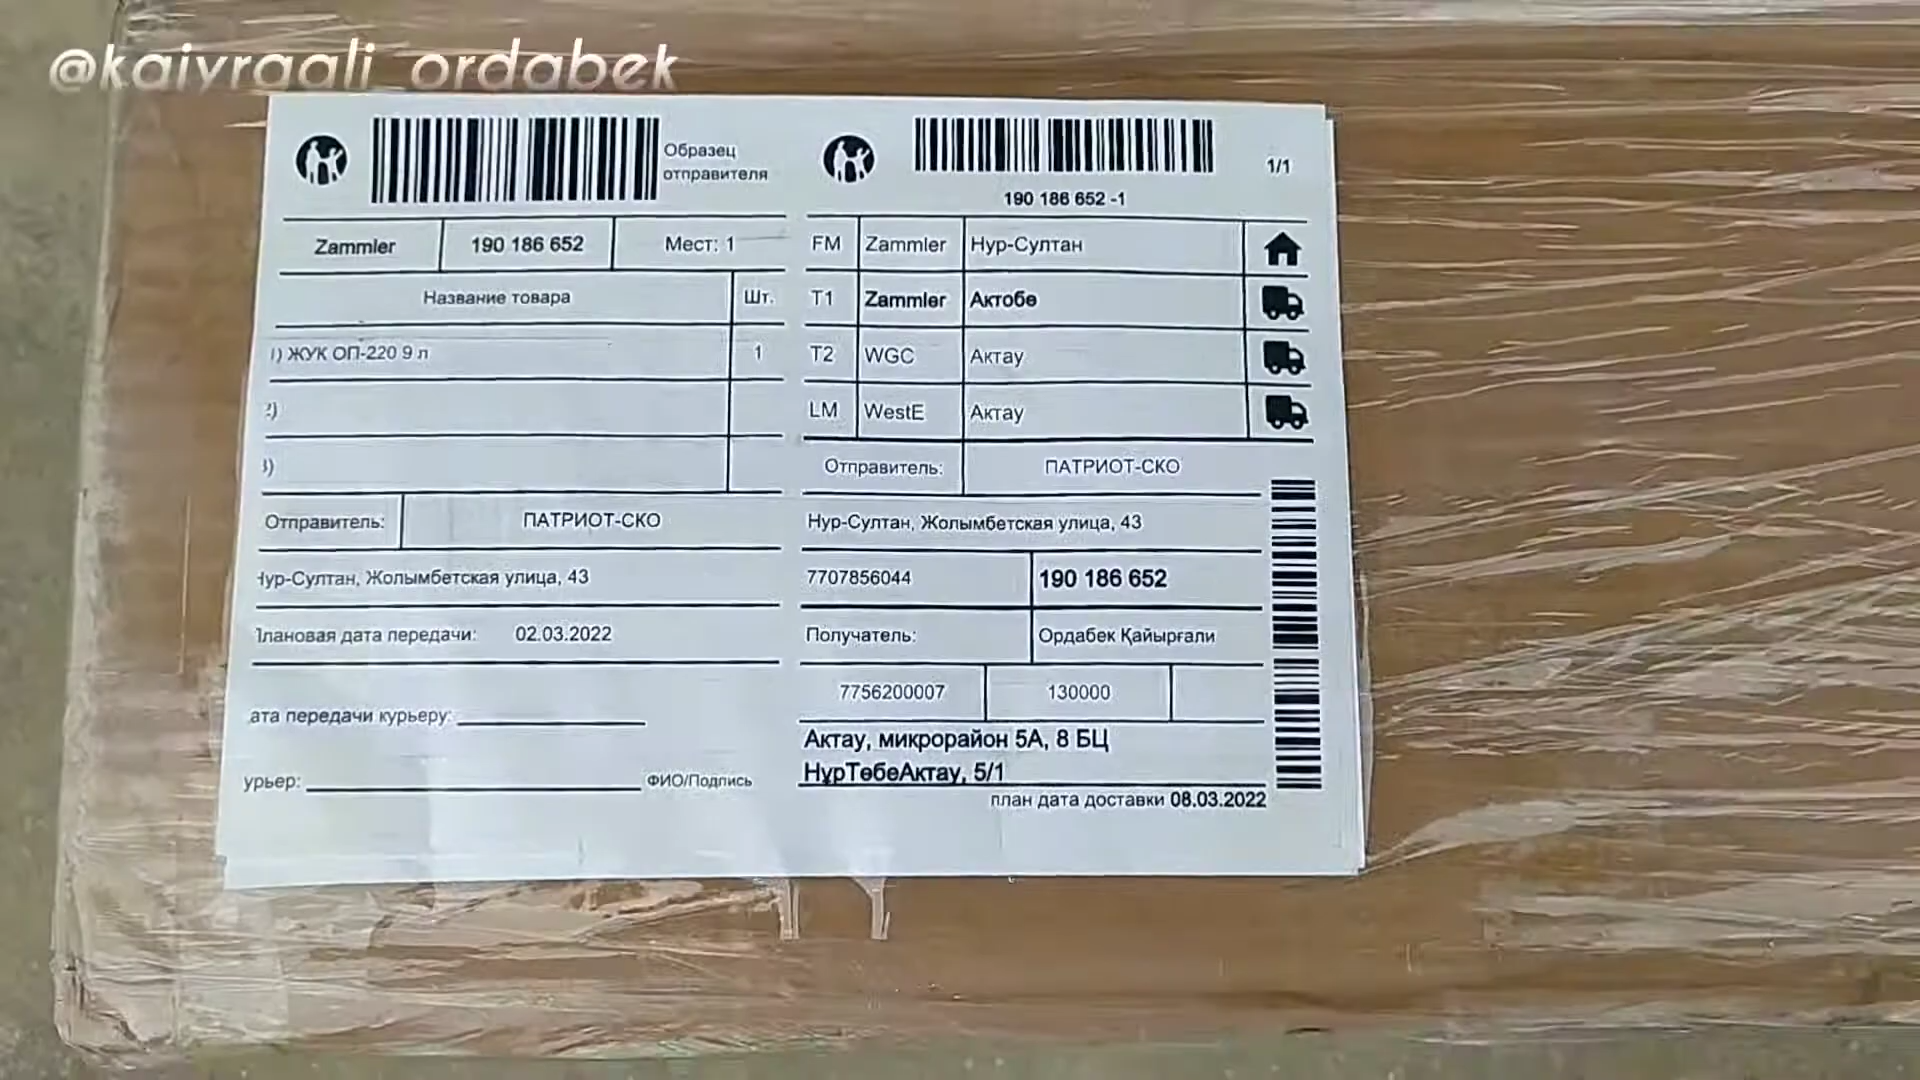 @kaiyrgali_ordabek
Образец
отправителя
Zammler 190 186 652 Мест: 1
Название товара Шт.
1) ЖУК ОП-220 9 л 1
2)
3)
Отправитель: ПАТРИОТ-СКО
Нур-Султан, Жолымбетская улица, 43
Плановая дата передачи: 02.03.2022
ата передачи курьеру:
урьер: ФИО/Подпись
1/1
190 186 652 -1
FM Zammler Нур-Султан
T1 Zammler Актобе
T2 WGC Актау
LM WestE Актау
Отправитель: ПАТРИОТ-СКО
Нур-Султан, Жолымбетская улица, 43
7707856044 190 186 652
Получатель: Ордабек Қайырғали
7756200007 130000
Актау, микрорайон 5А, 8 БЦ
НұрТөбеАктау, 5/1
план дата доставки 08.03.2022